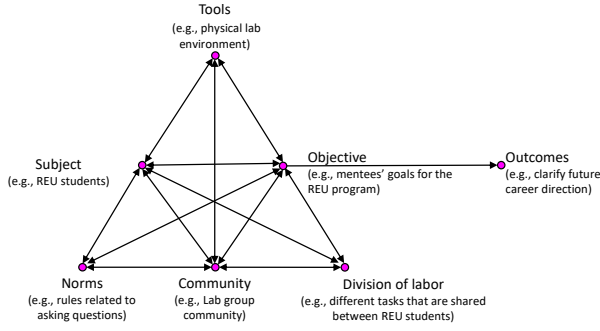 Tools
(e.g., physical lab
environment)
Subject
(e.g., REU students)
Objective
(e.g., mentees’ goals for the
REU program)
Outcomes
(e.g., clarify future
career direction)
Norms
(e.g., rules related to
asking questions)
Community
(e.g., Lab group
community)
Division of labor
(e.g., different tasks that are shared
between REU students)